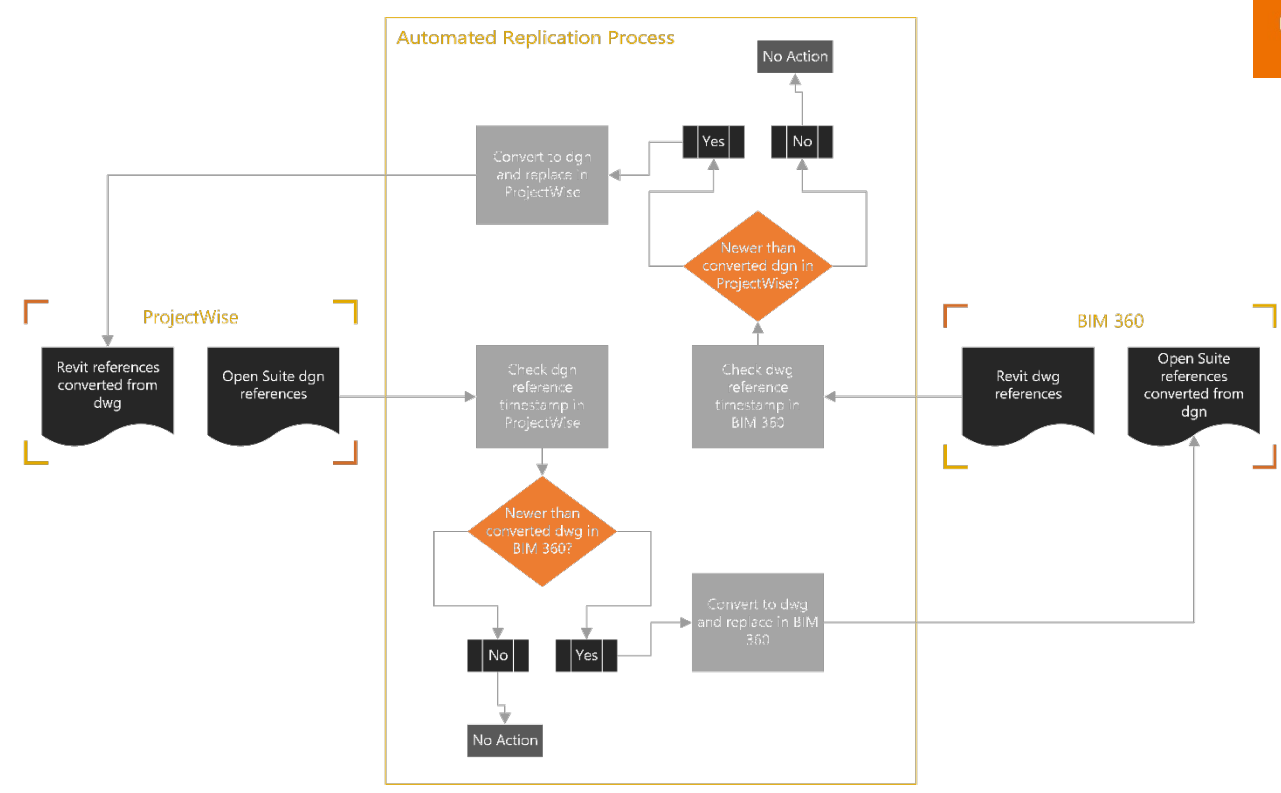 Automated Replication Process
No Action
Yes
No
Convert to dgn
and replace in
ProjectWise
Newer than
converted dgn in
ProjectWise?
ProjectWise
Revit references
converted from
dwg
Open Suite dgn
references
Check dgn
reference
timestamp in
ProjectWise
Check dwg
reference
timestamp in
BIM 360
BIM 360
Revit dwg
references
Open Suite
references
converted from
dgn
Newer than
converted dwg in
BIM 360?
Convert to dwg
and replace in BIM
360
No
Yes
No Action